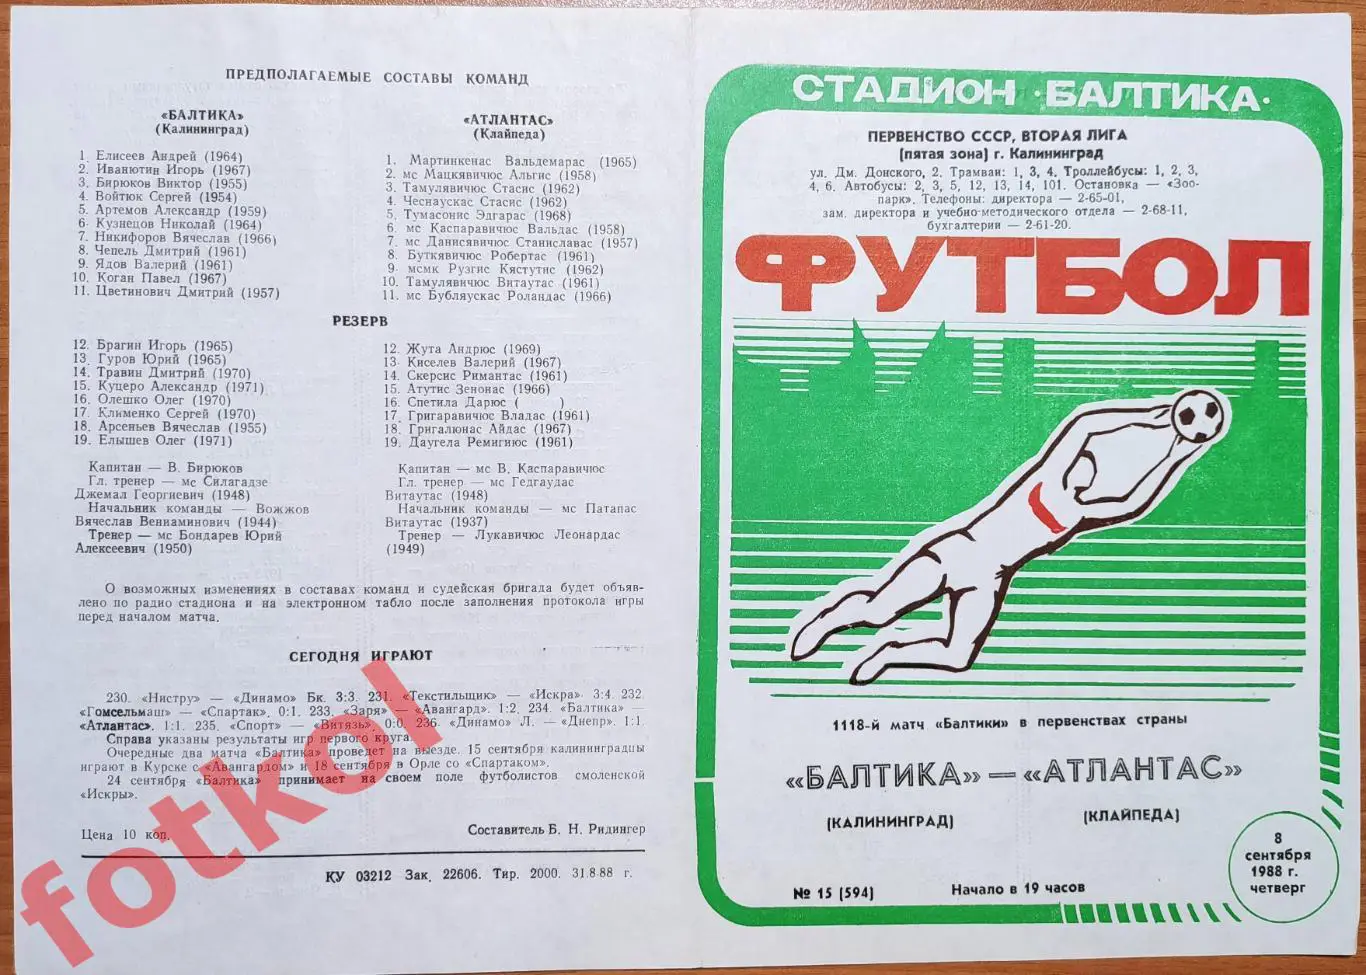 ПРЕДПОЛАГАЕМЫЕ СОСТАВЫ КОМАНД
«БАЛТИКА»
(Калининград)
1. Елисеев Андрей (1964)
2. Иванютин Игорь (1967)
3. Бирюков Виктор (1955)
4. Войтюк Сергей (1954)
5. Артемов Александр (1959)
6. Кузнецов Николай (1964)
7. Никифоров Вячеслав (1966)
8. Чепель Дмитрий (1961)
9. Ядов Валерий (1961)
10. Коган Павел (1967)
11. Цветинович Дмитрий (1957)
«АТЛАНТАС»
(Клайпеда)
1. Мартинкенас Вальдемарас (1965)
2. мс Мацкявичюс Альгис (1958)
3. Тамулявичус Стасис (1962)
4. Чеснаускас Стасис (1962)
5. Тумасонис Эдгарас (1968)
6. мс Каспаравичюс Вальдас (1958)
7. мс Данисявичус Станиславас (1957)
8. Буткявичюс Робертас (1961)
9. мсмк Рузгис Кястутис (1962)
10. Тамулявичюс Витаутас (1961)
11. мс Бубляускас Роландас (1966)
РЕЗЕРВ
12. Брагин Игорь (1965)
13. Гуров Юрий (1965)
14. Травин Дмитрий (1970)
15. Куцеро Александр (1971)
16. Олешко Олег (1970)
17. Клименко Сергей (1970)
18. Арсеньев Вячеслав (1955)
19. Елышев Олег (1971)
12. Жута Андрюс (1969)
13. Киселев Валерий (1967)
14. Скерсис Римантас (1961)
15. Атутис Зенонас (1966)
16. Спетила Дарюс ( )
17. Григаравичюс Владас (1961)
18. Григалюнас Айдас (1967)
19. Даугела Ремигиюс (1961)
Капитан — В. Бирюков
Гл. тренер — мс Силагадзе
Джемал Георгиевич (1948)
Начальник команды — Вожжов
Вячеслав Вениаминович (1944)
Тренер — мс Бондарев Юрий
Алексеевич (1950)
Капитан — мс В. Каспаравичюс
Гл. тренер — мс Гедгаудас
Витаутас (1948)
Начальник команды — мс Патапас
Витаутас (1937)
Тренер — Лукавичюс Леонардас
(1949)
О возможных изменениях в составах команд и судейская бригада будет объяв-
лено по радио стадиона и на электронном табло после заполнения протокола игры
перед началом матча.
СЕГОДНЯ ИГРАЮТ
230. «Нистру» — «Динамо» Бк. 3:3. 231. «Текстильщик» — «Искра» 3:4. 232.
«Гомсельмаш» — «Спартак», 0:1. 233. «Заря» — «Авангард». 1:2. 234. «Балтика» —
«Атлантас». 1:1. 235. «Спорт» — «Витязь». 0:0. 236. «Динамо» Л. — «Днепр». 1:1.
Справа указаны результаты игр первого круга.
Очередные два матча «Балтика» проведет на выезде. 15 сентября калининградцы
играют в Курске с «Авангардом» и 18 сентября в Орле со «Спартаком».
24 сентября «Балтика» принимает на своем поле футболистов смоленской
«Искры».
Цена 10 коп.
Составитель Б. Н. Ридингер
КУ 03212 Зак. 22606. Тир. 2000. 31.8.88 г.
fotkol
СТАДИОН «БАЛТИКА»
ПЕРВЕНСТВО СССР, ВТОРАЯ ЛИГА
(пятая зона) г. Калининград
ул. Дм. Донского, 2. Трамваи: 1, 3, 4. Троллейбусы: 1, 2, 3,
4, 6. Автобусы: 2, 3, 5, 12, 13, 14, 101. Остановка — «Зоо-
парк». Телефоны: директора — 2-65-01,
зам. директора и учебно-методического отдела — 2-68-11,
бухгалтерии — 2-61-20.
ФУТБОЛ
1118-й матч «Балтики» в первенствах страны
«БАЛТИКА» — «АТЛАНТАС»
(КАЛИНИНГРАД)
(КЛАЙПЕДА)
8
сентября
1988 г.
четверг
№ 15 (594)
Начало в 19 часов